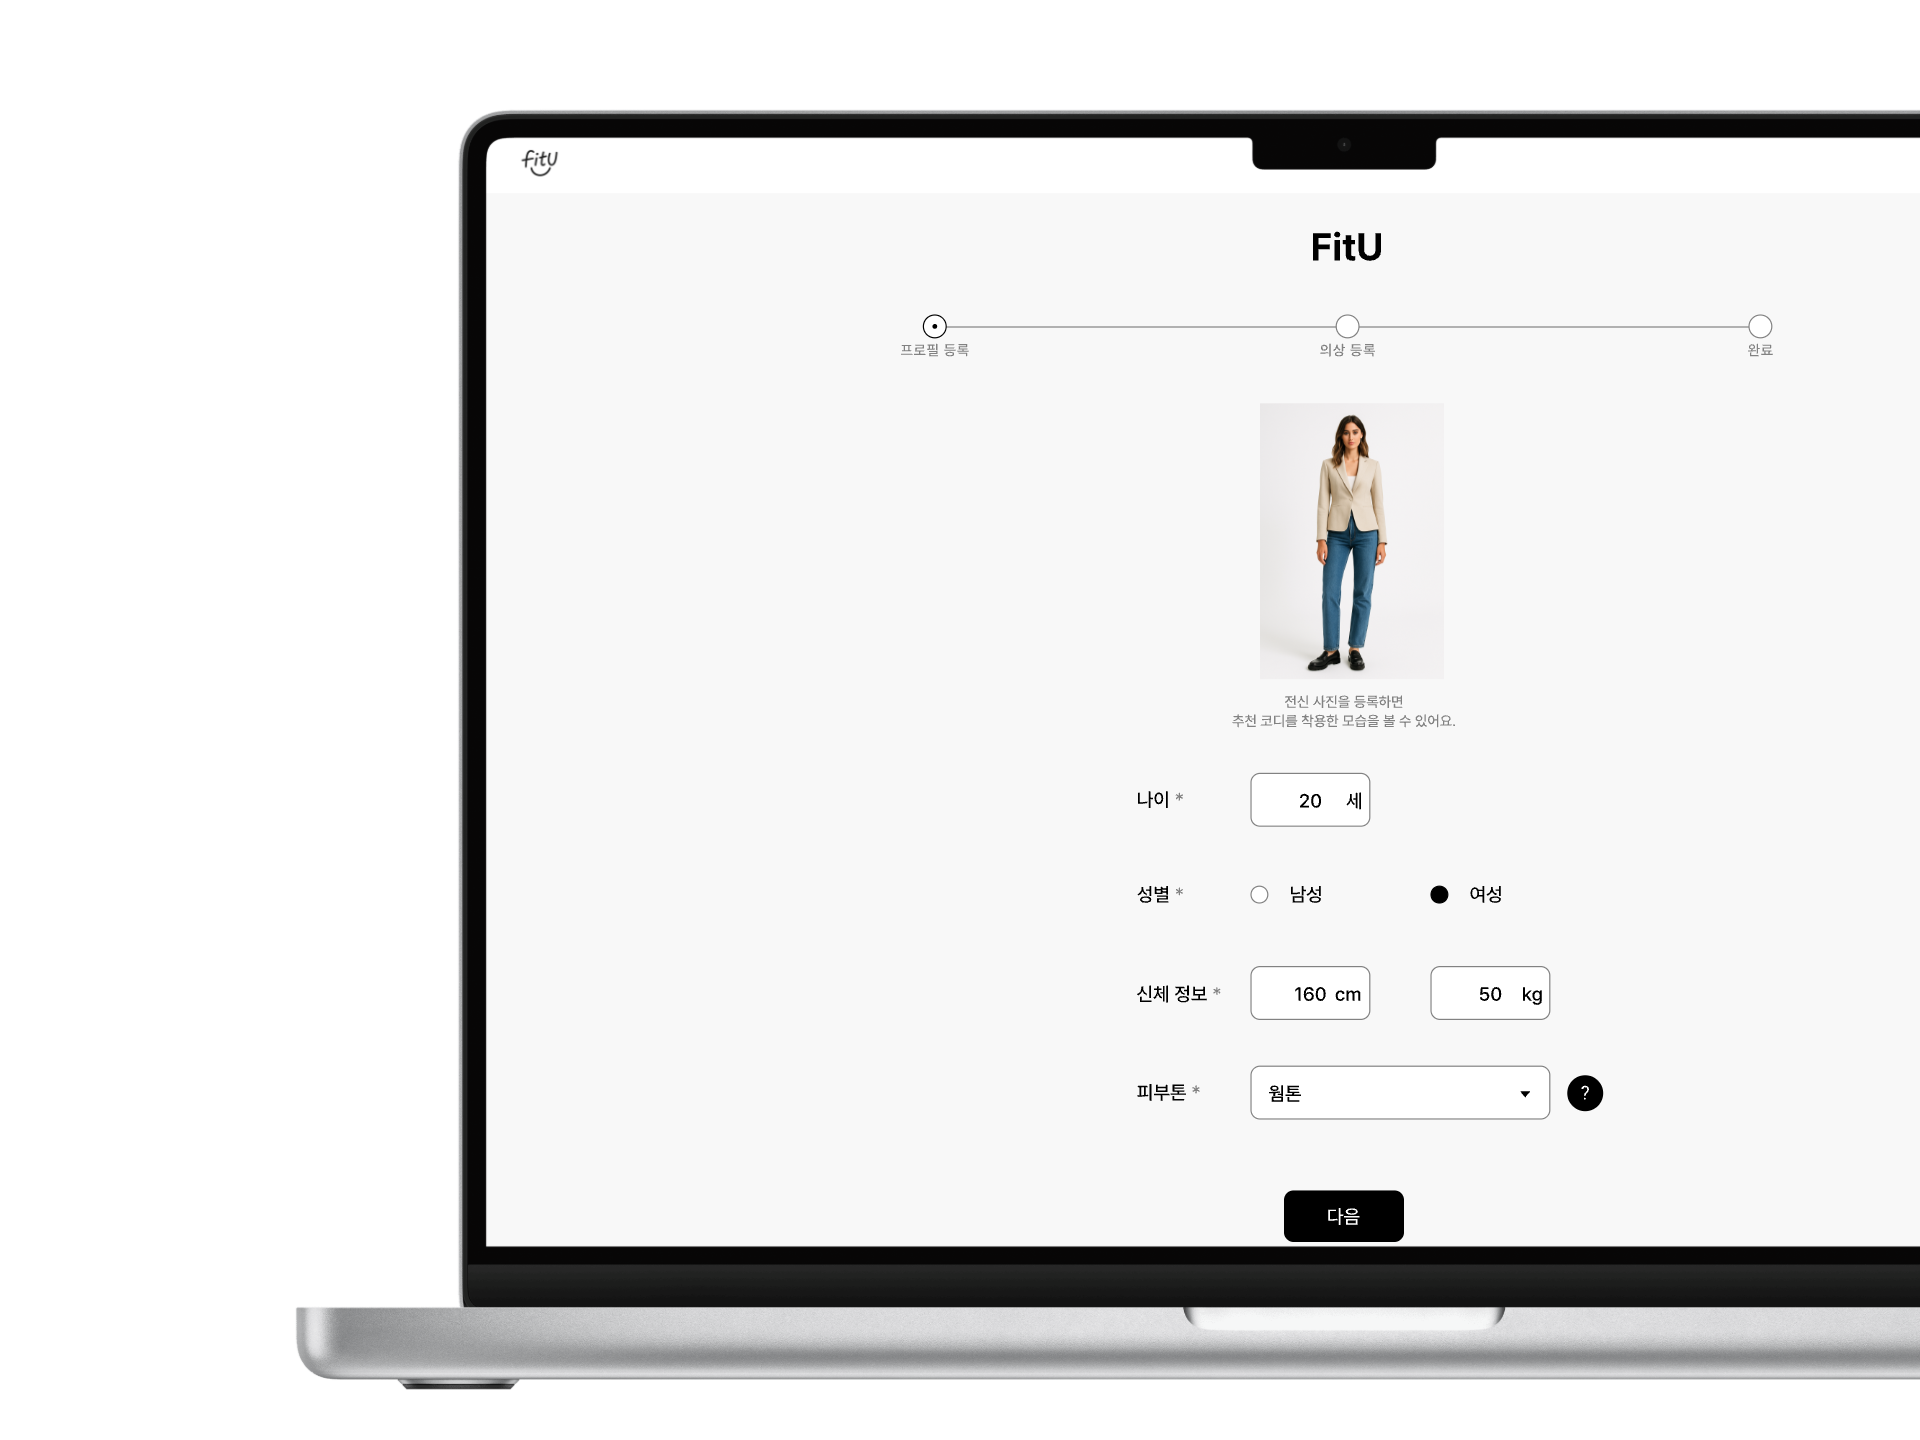 fitU
FitU
프로필 등록
의상 등록
완료
전신 사진을 등록하면
추천 코디를 착용한 모습을 볼 수 있어요.
나이 *
20 세
성별 *
남성
여성
신체 정보 *
160 cm
50 kg
피부톤 *
웜톤
?
다음